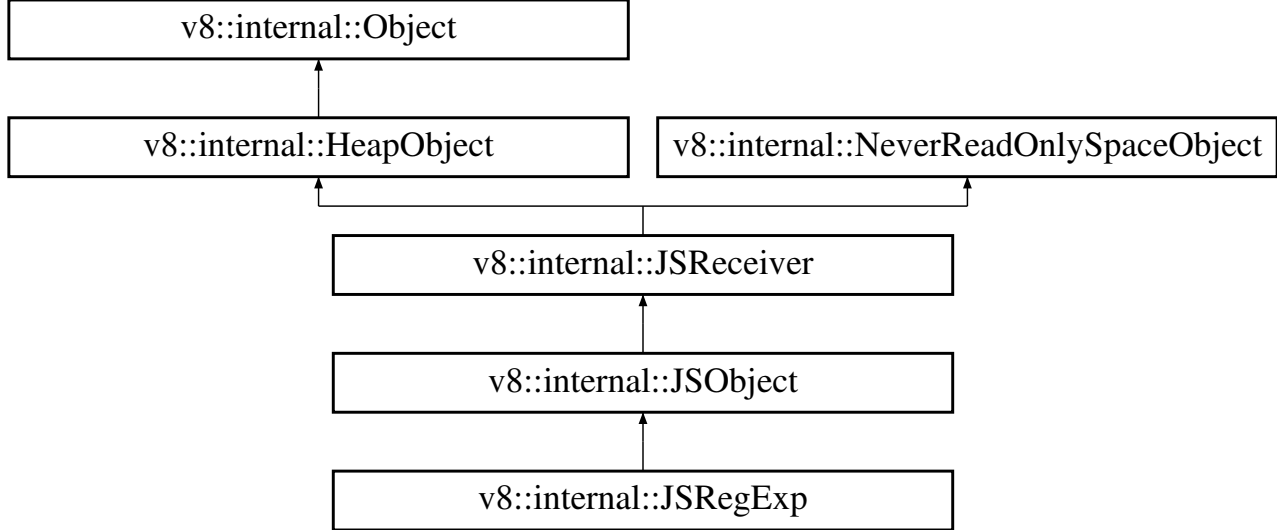 v8::internal::Object
v8::internal::HeapObject
v8::internal::NeverReadOnlySpaceObject
v8::internal::JSReceiver
v8::internal::JSObject
v8::internal::JSRegExp